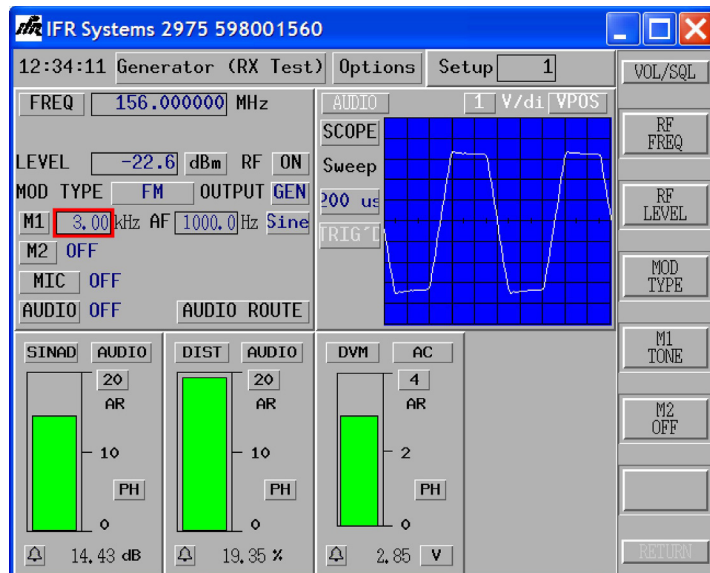 ifr IFR Systems 2975 598001560
12:34:11 Generator (RX Test) Options Setup 1
VOL/SQL
FREQ 156.000000 MHz
AUDIO 1 V/di VPOS
RF FREQ
SCOPE
LEVEL -22.6 dBm RF ON
Sweep
MOD TYPE FM OUTPUT GEN
200 us
RF LEVEL
M1 3.00 kHz AF 1000.0 Hz Sine
TRIG'D
M2 OFF
MIC OFF
MOD TYPE
AUDIO OFF AUDIO ROUTE
SINAD AUDIO
DIST AUDIO
DVM AC
M1 TONE
20
AR
10
PH
0
14.43 dB
20
AR
10
PH
0
19.35 %
4
AR
2
PH
0
2.85 V
M2 OFF
RETURN